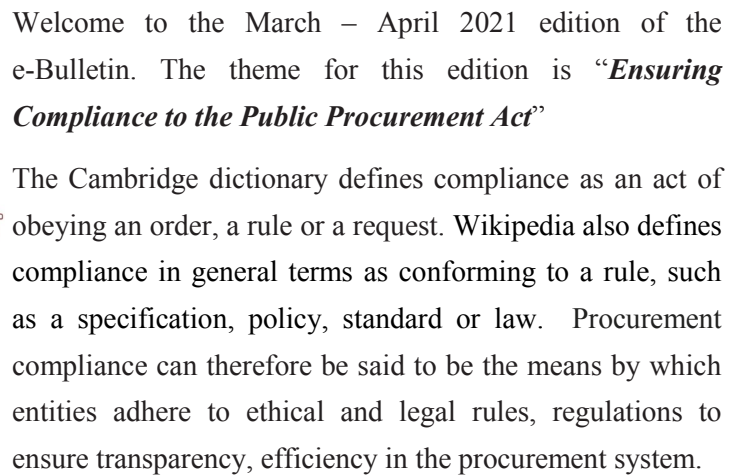 Welcome to the March – April 2021 edition of the
e-Bulletin. The theme for this edition is “Ensuring
Compliance to the Public Procurement Act”
The Cambridge dictionary defines compliance as an act of
obeying an order, a rule or a request. Wikipedia also defines
compliance in general terms as conforming to a rule, such
as a specification, policy, standard or law. Procurement
compliance can therefore be said to be the means by which
entities adhere to ethical and legal rules, regulations to
ensure transparency, efficiency in the procurement system.